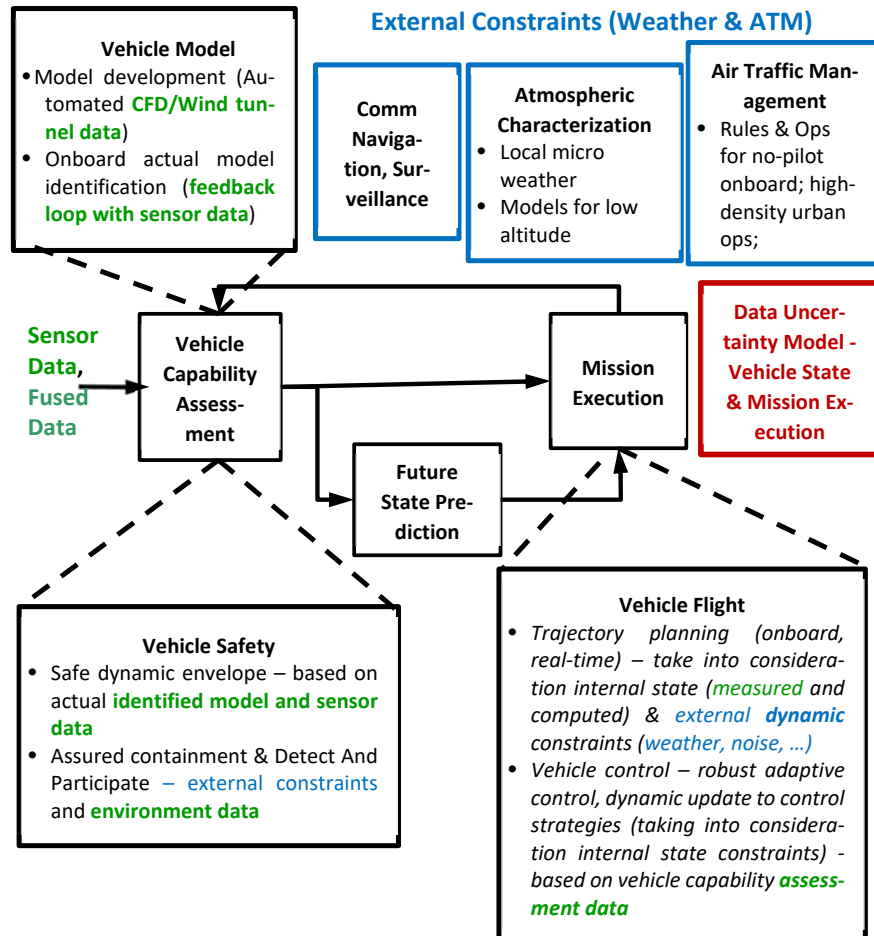 External Constraints (Weather & ATM)
Vehicle Model
•Model development (Au-
tomated CFD/Wind tun-
nel data)
• Onboard actual model
identification (feedback
loop with sensor data)
Comm
Naviga-
tion, Sur-
veillance
Atmospheric
Characterization
• Local micro
weather
• Models for low
altitude
Air Traffic Man-
agement
• Rules & Ops
for no-pilot
onboard; high-
density urban
ops;
Sensor
Data,
Fused
Data
Vehicle
Capability
Assess-
ment
Mission
Execution
Data Uncer-
tainty Model -
Vehicle State
& Mission Ex-
ecution
Future
State Pre-
diction
Vehicle Safety
• Safe dynamic envelope – based on
actual identified model and sensor
data
• Assured containment & Detect And
Participate – external constraints
and environment data
Vehicle Flight
• Trajectory planning (onboard,
real-time) – take into considera-
tion internal state (measured and
computed) & external dynamic
constraints (weather, noise, …)
• Vehicle control – robust adaptive
control, dynamic update to control
strategies (taking into considera-
tion internal state constraints) -
based on vehicle capability assess-
ment data